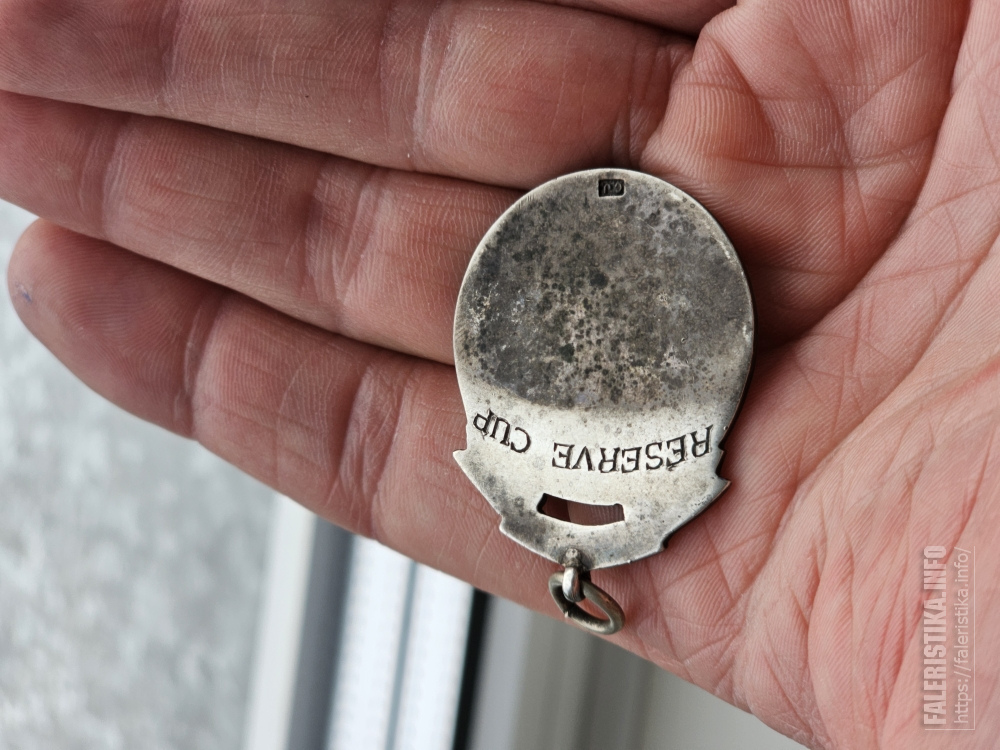 RESERVE CUP
FALERISTIKA.INFO
https://faleristika.info/